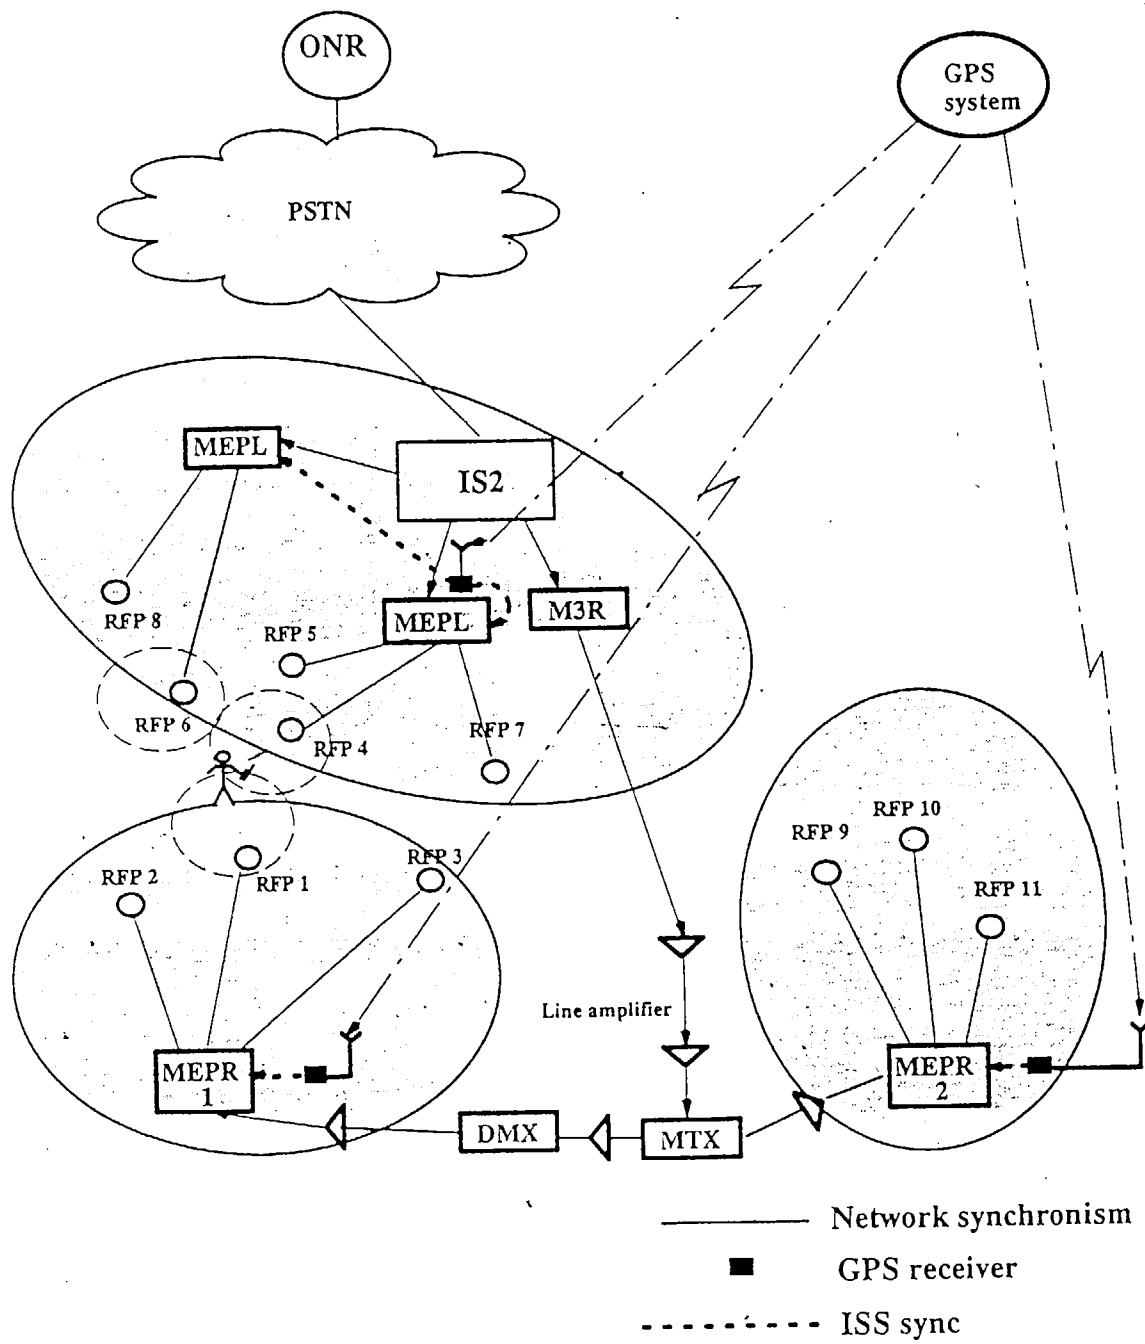 ONR
GPS
system
PSTN
MEPL
IS2
RFP 8
RFP 5
MEPL
M3R
RFP 6
RFP 4
RFP 7
RFP 2
RFP 1
RFP 3
RFP 9
RFP 10
RFP 11
Line amplifier
MEPR
1
MEPR
2
DMX
MTX
Network synchronism
GPS receiver
ISS sync